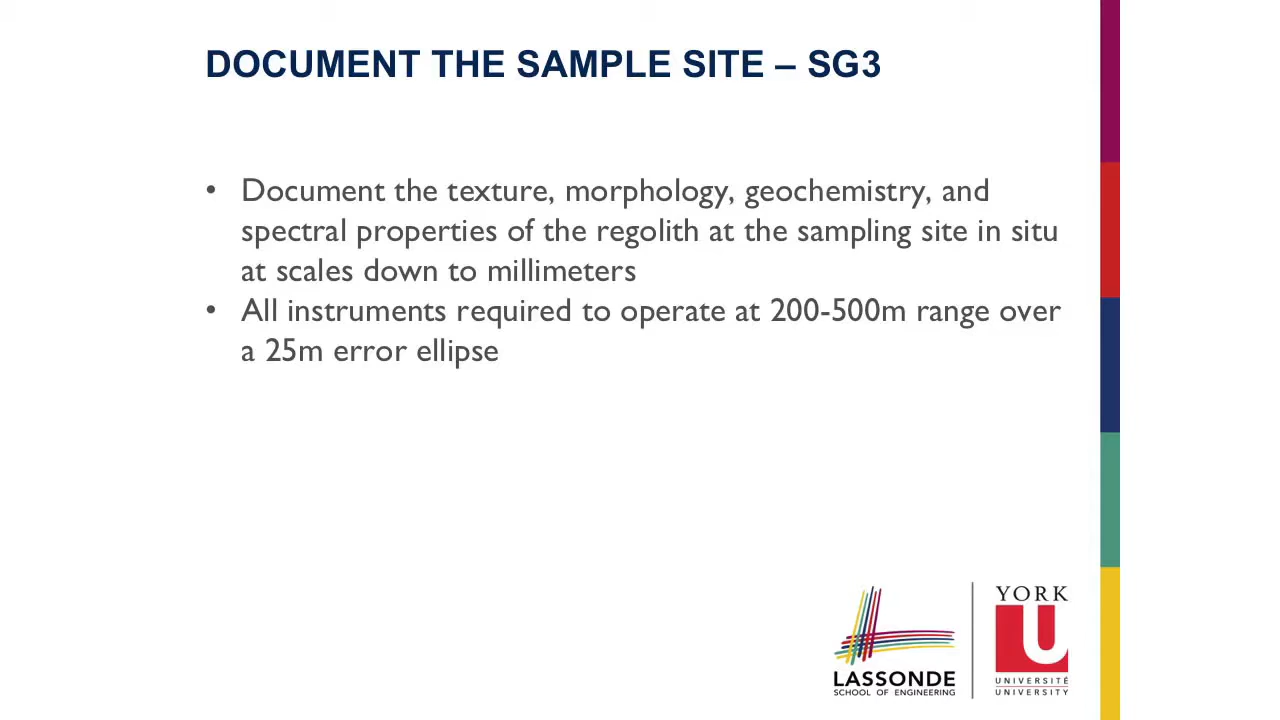 DOCUMENT THE SAMPLE SITE – SG3
• Document the texture, morphology, geochemistry, and
spectral properties of the regolith at the sampling site in situ
at scales down to millimeters
• All instruments required to operate at 200-500m range over
a 25m error ellipse
LASSONDE
SCHOOL OF ENGINEERING
YORK
U
UNIVERSITÉ
UNIVERSITY